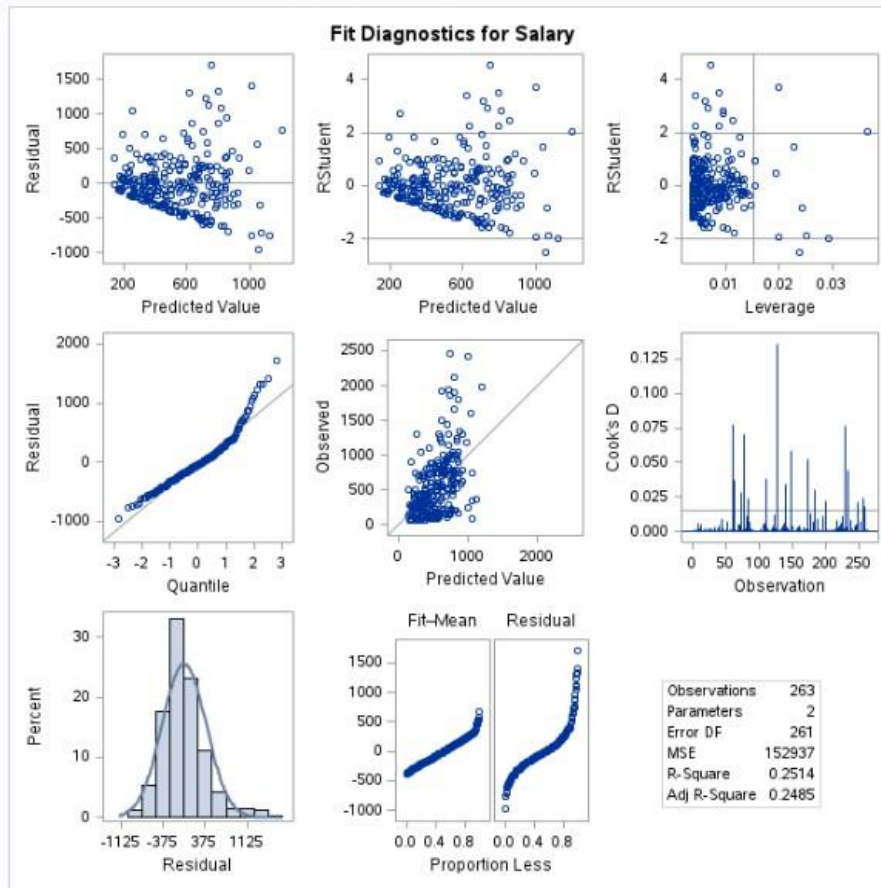 Fit Diagnostics for Salary
1500
1000
500
0
-500
-1000
Residual
200 600 1000
Predicted Value
4
2
0
-2
RStudent
200 600 1000
Predicted Value
4
2
0
-2
RStudent
0.01 0.02 0.03
Leverage
2000
1000
0
-1000
Residual
-3 -2 -1 0 1 2 3
Quantile
2500
2000
1500
1000
500
0
Observed
0 1000 2000
Predicted Value
0.125
0.100
0.075
0.050
0.025
0.000
Cook's D
0 50 100 150 200 250
Observation
30
20
10
0
Percent
-1125 -375 375 1125
Residual
Fit–Mean Residual
1500
1000
500
0
-500
-1000
0.0 0.4 0.8 0.0 0.4 0.8
Proportion Less
Observations 263
Parameters 2
Error DF 261
MSE 152937
R-Square 0.2514
Adj R-Square 0.2485